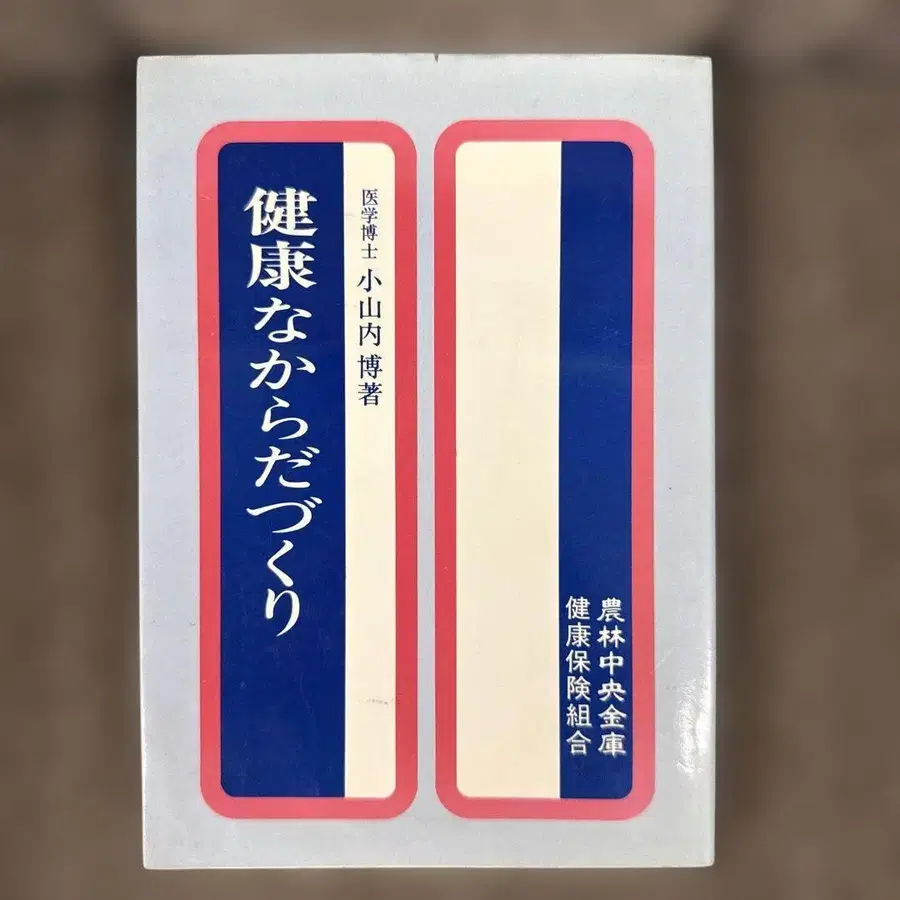 農林中央金庫
健康保険組合
医学博士 小山内 博著
健康なからだづくり